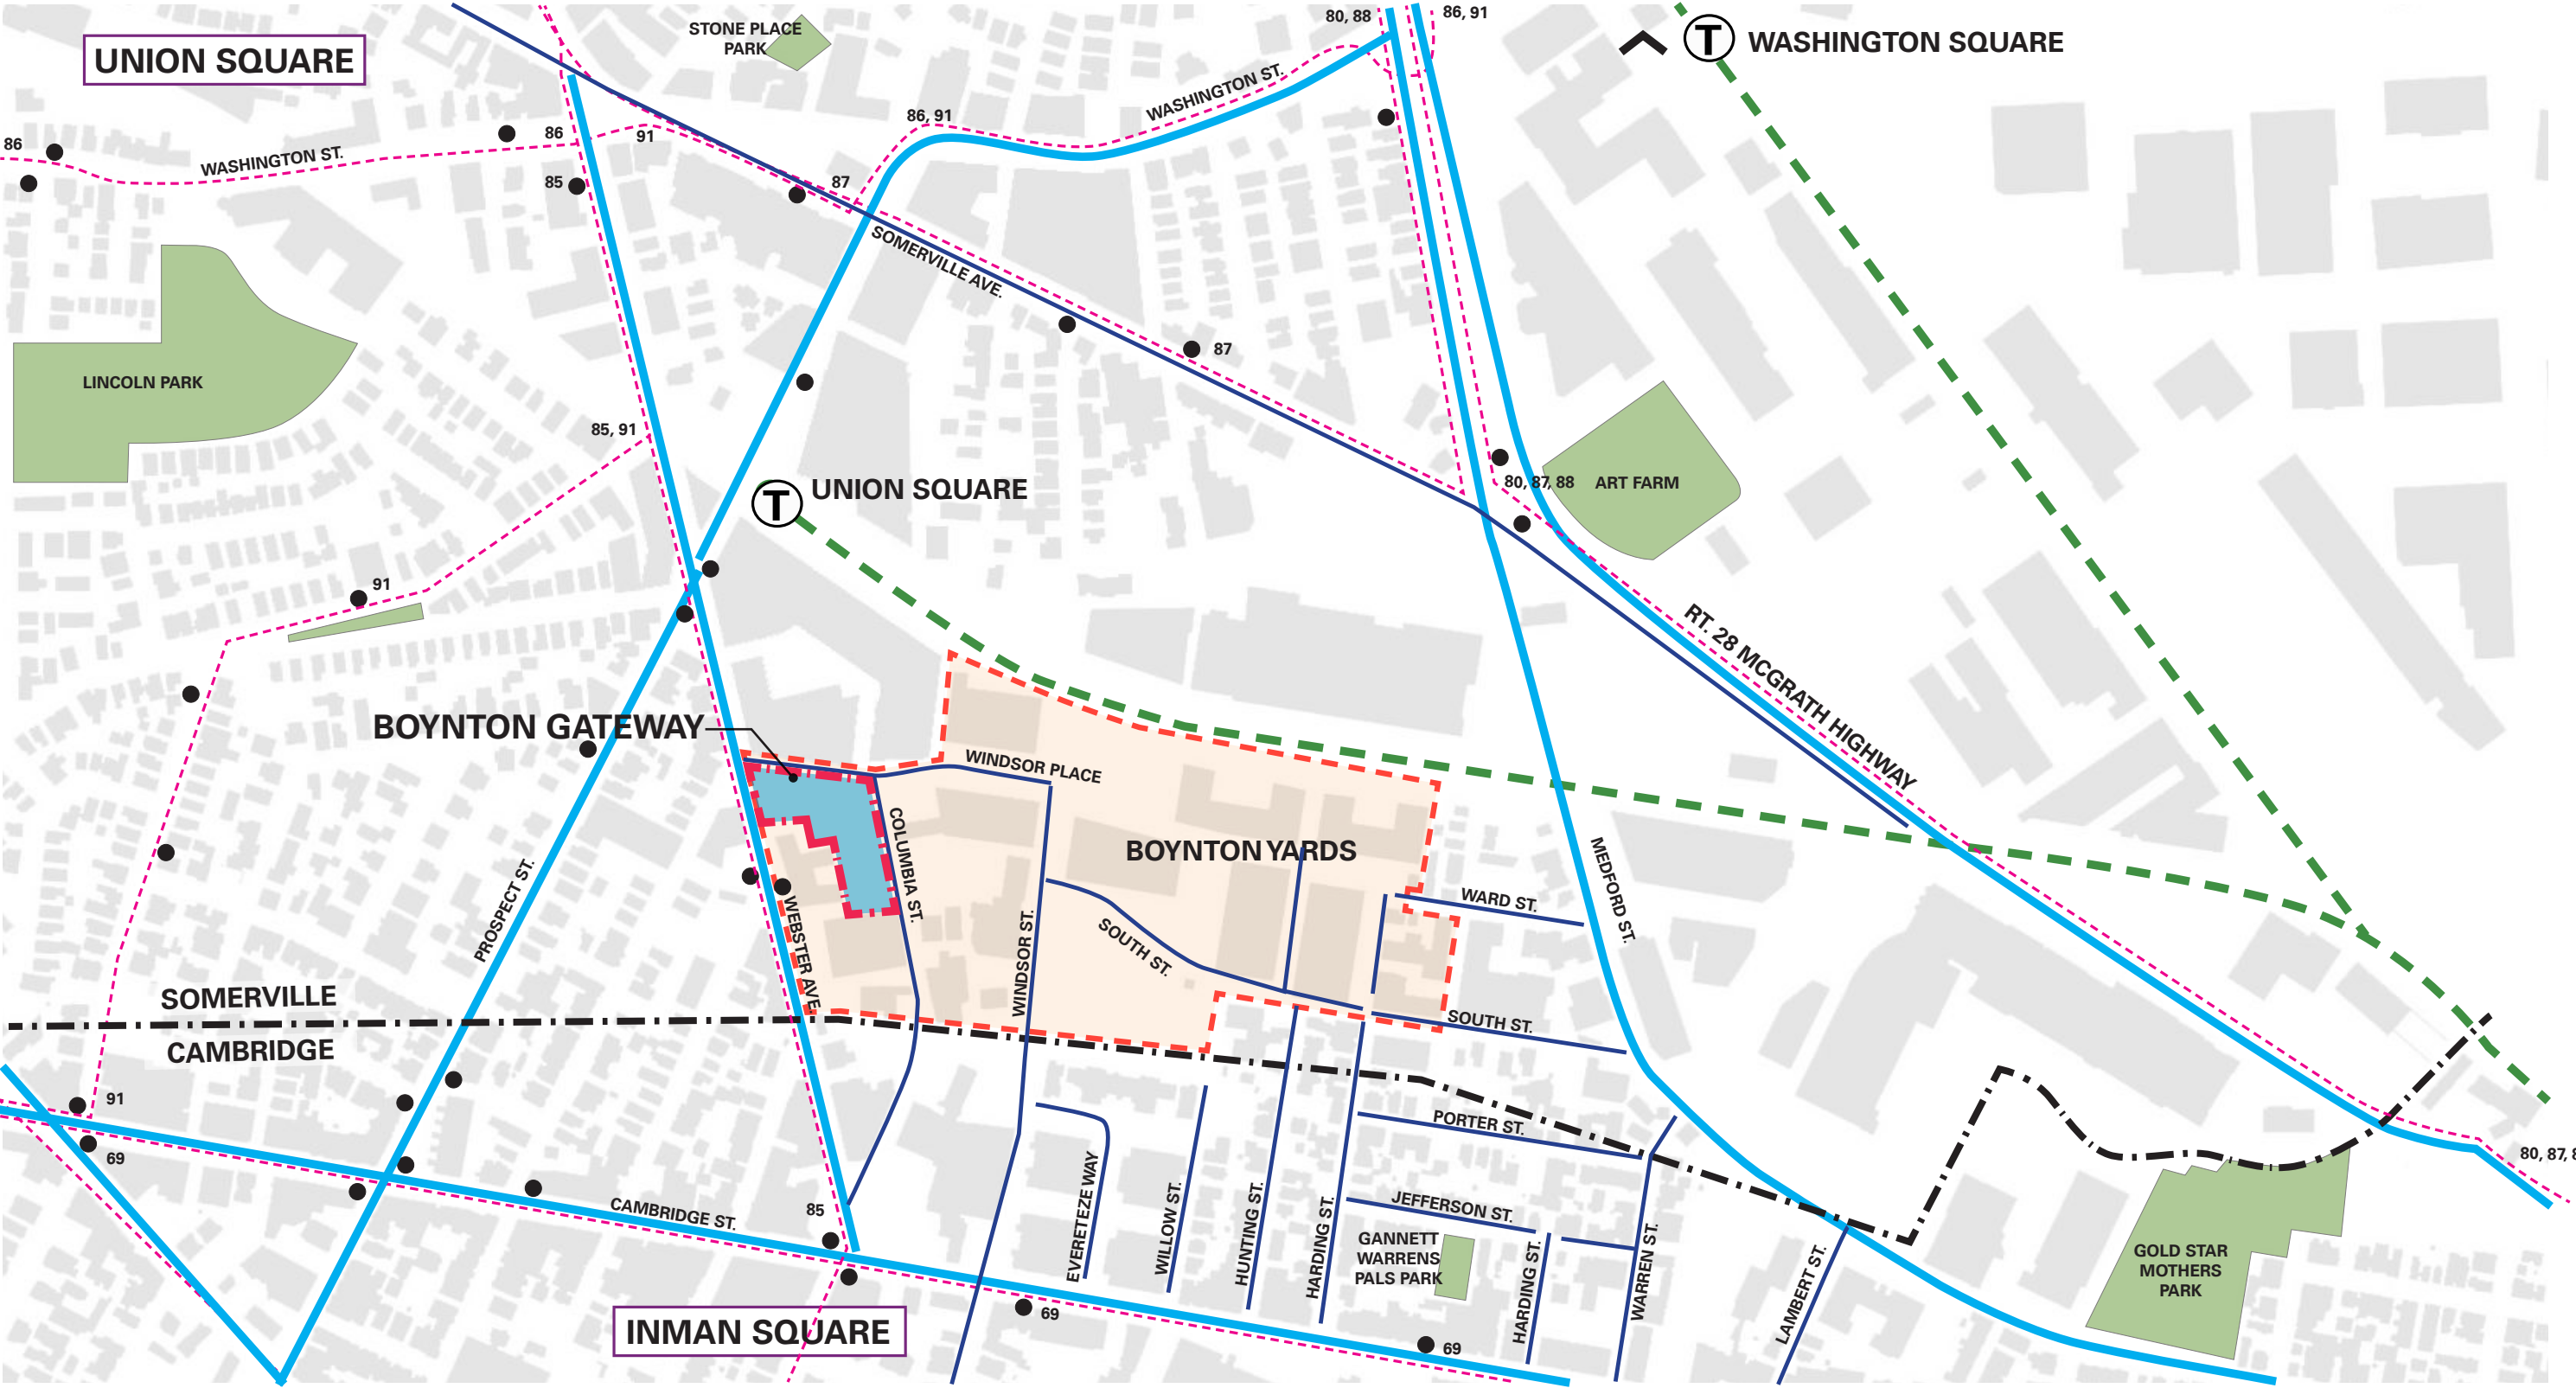 80, 88
86, 91
STONE PLACE
PARK
UNION SQUARE
T
WASHINGTON SQUARE
WASHINGTON ST.
86, 91
86
86
91
WASHINGTON ST.
85
87
SOMERVILLE AVE.
87
LINCOLN PARK
85, 91
T
UNION SQUARE
80, 87, 88
ART FARM
91
RT. 28 MCGRATH HIGHWAY
BOYNTON GATEWAY
WINDSOR PLACE
COLUMBIA ST.
BOYNTON YARDS
MEDFORD ST.
WARD ST.
PROSPECT ST.
WEBSTER AVE.
WINDSOR ST.
SOUTH ST.
SOMERVILLE
SOUTH ST.
CAMBRIDGE
91
PORTER ST.
69
80, 87, 8
CAMBRIDGE ST.
85
EVERETEZE WAY
WILLOW ST.
HUNTING ST.
HARDING ST.
JEFFERSON ST.
GANNETT
WARRENS
PALS PARK
HARDING ST.
WARREN ST.
LAMBERT ST.
GOLD STAR
MOTHERS
PARK
INMAN SQUARE
69
69